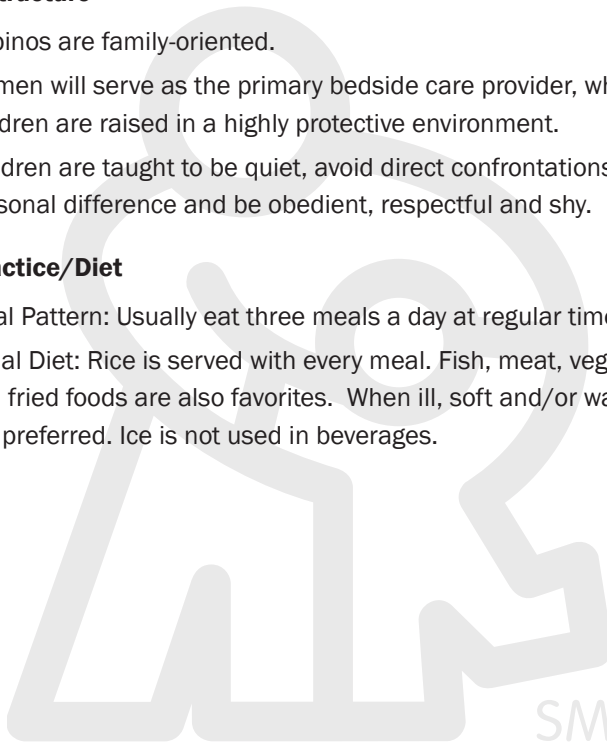 ructure
pinos are family-oriented.
men will serve as the primary bedside care provider, wh
ldren are raised in a highly protective environment.
ldren are taught to be quiet, avoid direct confrontations
sonal difference and be obedient, respectful and shy.
actice/Diet
al Pattern: Usually eat three meals a day at regular time
al Diet: Rice is served with every meal. Fish, meat, veg
fried foods are also favorites. When ill, soft and/or wa
preferred. Ice is not used in beverages.
SM